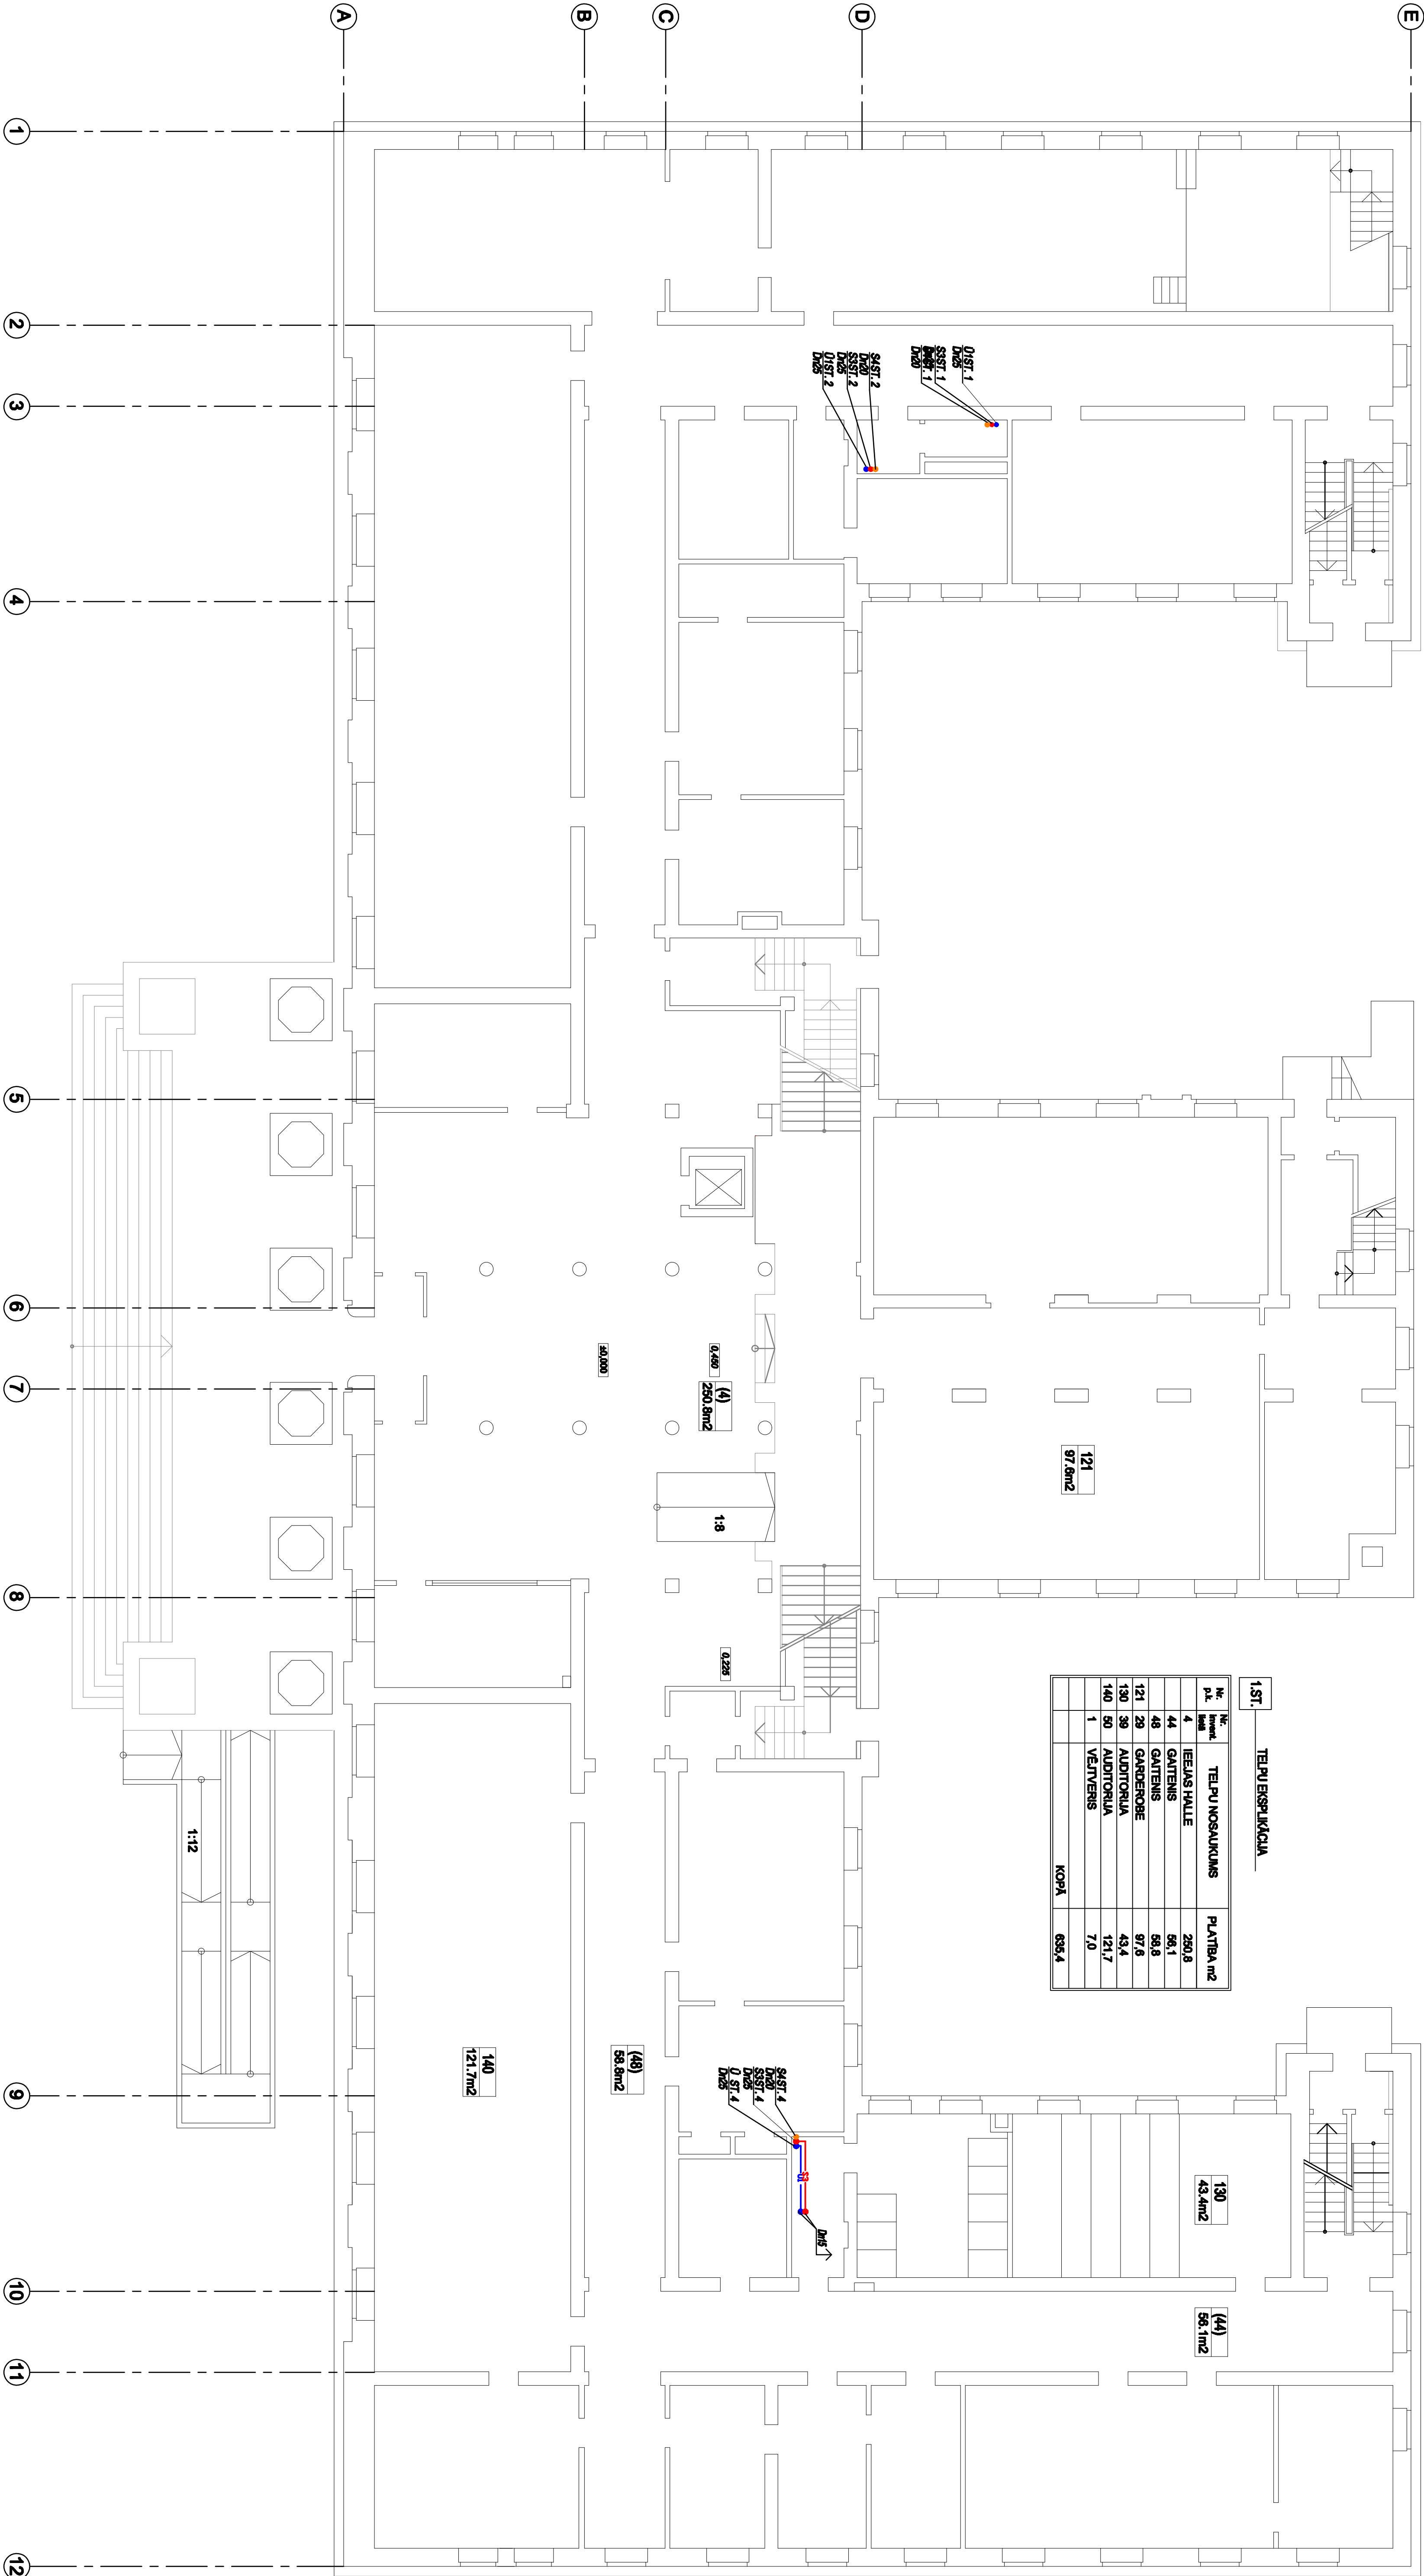 A
B
C
D
E
1
2
3
4
5
6
7
8
9
10
11
12
Ū1ST. 1
Dn25
S3ST. 1
Dn20
S4ST. 2
Dn20
S3ST. 2
Dn25
Ū1ST. 2
Dn25
±0,000
0,450
(4)
250.8m2
121
97.6m2
1:8
0,225
1.ST.
TELPU EKSPLIKĀCIJA
Nr. p.k.
Nr. invent. lietā
TELPU NOSAUKUMS
PLATĪBA m2
4 IEEJAS HALLE 250,8
44 GAITENIS 56,1
48 GAITENIS 58,8
121 29 GARDEROBE 97,6
130 39 AUDITORIJA 43,4
140 50 AUDITORIJA 121,7
1 VĒJTVERIS 7,0
KOPĀ 635,4
1:12
140
121.7m2
(48)
58.8m2
S4ST. 4
Dn20
S3ST. 4
Dn25
Ū ST. 4
Dn25
S3
Ū1
Dn15
130
43.4m2
(44)
56.1m2